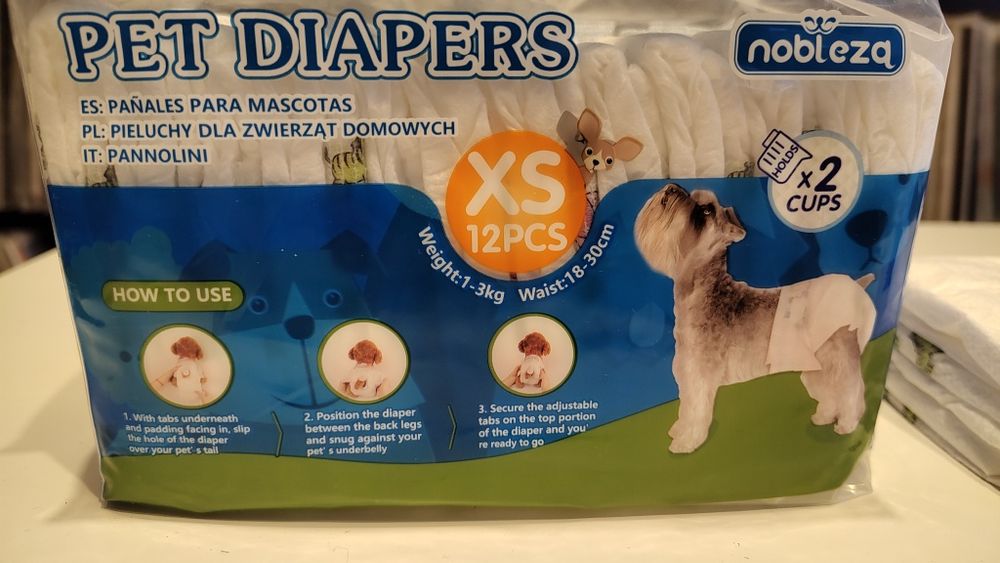 PET DIAPERS
nobleza
ES: PAÑALES PARA MASCOTAS
PL: PIELUCHY DLA ZWIERZĄT DOMOWYCH
IT: PANNOLINI
XS
12PCS
Weight:1-3kg Waist:18-30cm
HOLDS
x2
CUPS
HOW TO USE
1. With tabs underneath
and padding facing in, slip
the hole of the diaper
over your pet's tail
2. Position the diaper
between the back legs
and snug against your
pet's underbelly
3. Secure the adjustable
tabs on the top portion
of the diaper and you'
re ready to go